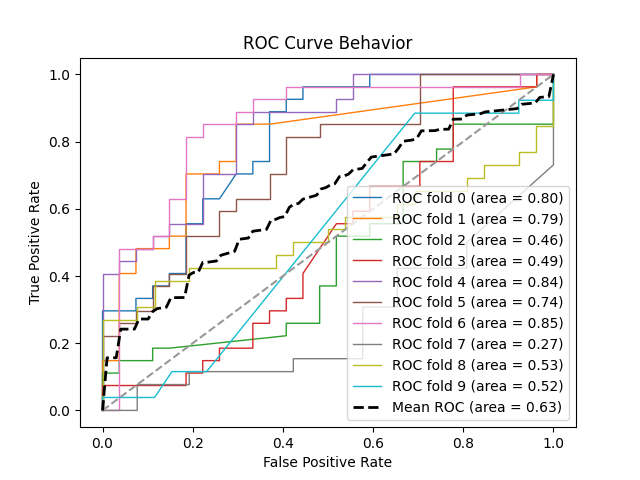 ROC Curve Behavior
True Positive Rate
1.0
0.8
0.6
0.4
0.2
0.0
ROC fold 0 (area = 0.80)
ROC fold 1 (area = 0.79)
ROC fold 2 (area = 0.46)
ROC fold 3 (area = 0.49)
ROC fold 4 (area = 0.84)
ROC fold 5 (area = 0.74)
ROC fold 6 (area = 0.85)
ROC fold 7 (area = 0.27)
ROC fold 8 (area = 0.53)
ROC fold 9 (area = 0.52)
Mean ROC (area = 0.63)
0.0 0.2 0.4 0.6 0.8 1.0
False Positive Rate